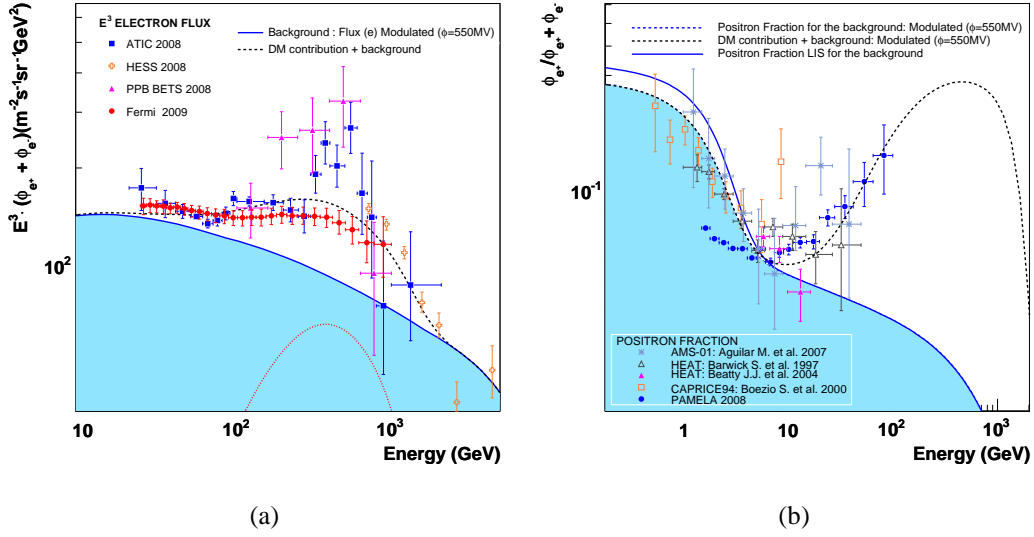 (a)
E³ ELECTRON FLUX
ATIC 2008
HESS 2008
PPB BETS 2008
Fermi 2009
Background : Flux (e) Modulated (ϕ=550MV)
DM contribution + background
E³· (ϕe⁺ + ϕe⁻)(m⁻²s⁻¹sr⁻¹GeV²)
10²
10
10²
10³
Energy (GeV)
(a)
(b)
Positron Fraction for the background: Modulated (ϕ=550MV)
DM contribution + background: Modulated (ϕ=550MV)
Positron Fraction LIS for the background
ϕe⁺/ϕe⁺ + ϕe⁻
10⁻¹
POSITRON FRACTION
AMS-01: Aguilar M. et al. 2007
HEAT: Barwick S. et al. 1997
HEAT: Beatty J.J. et al. 2004
CAPRICE94: Boezio S. et al. 2000
PAMELA 2008
1
10
10²
10³
Energy (GeV)
(b)